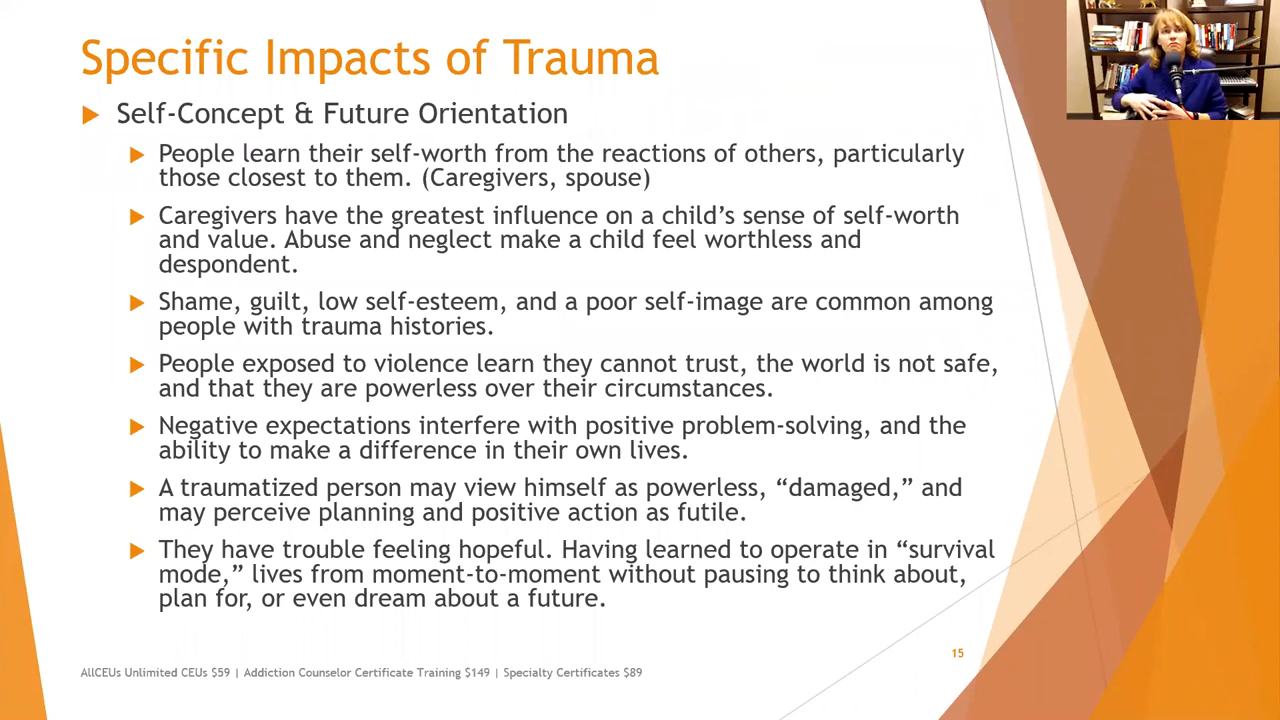 Specific Impacts of Trauma
Self-Concept & Future Orientation
People learn their self-worth from the reactions of others, particularly
those closest to them. (Caregivers, spouse)
Caregivers have the greatest influence on a child’s sense of self-worth
and value. Abuse and neglect make a child feel worthless and
despondent.
Shame, guilt, low self-esteem, and a poor self-image are common among
people with trauma histories.
People exposed to violence learn they cannot trust, the world is not safe,
and that they are powerless over their circumstances.
Negative expectations interfere with positive problem-solving, and the
ability to make a difference in their own lives.
A traumatized person may view himself as powerless, “damaged,” and
may perceive planning and positive action as futile.
They have trouble feeling hopeful. Having learned to operate in “survival
mode,” lives from moment-to-moment without pausing to think about,
plan for, or even dream about a future.
15
AllCEUs Unlimited CEUs $59 | Addiction Counselor Certificate Training $149 | Specialty Certificates $89